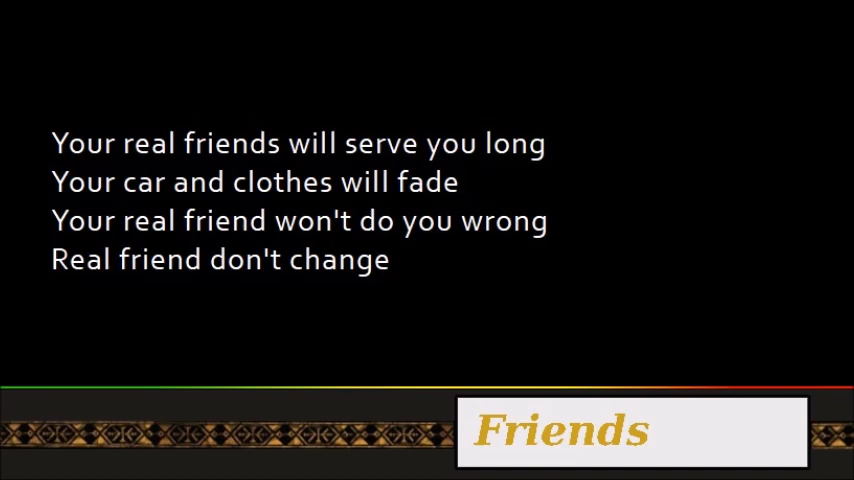 Your real friends will serve you long
Your car and clothes will fade
Your real friend won't do you wrong
Real friend don't change
Friends